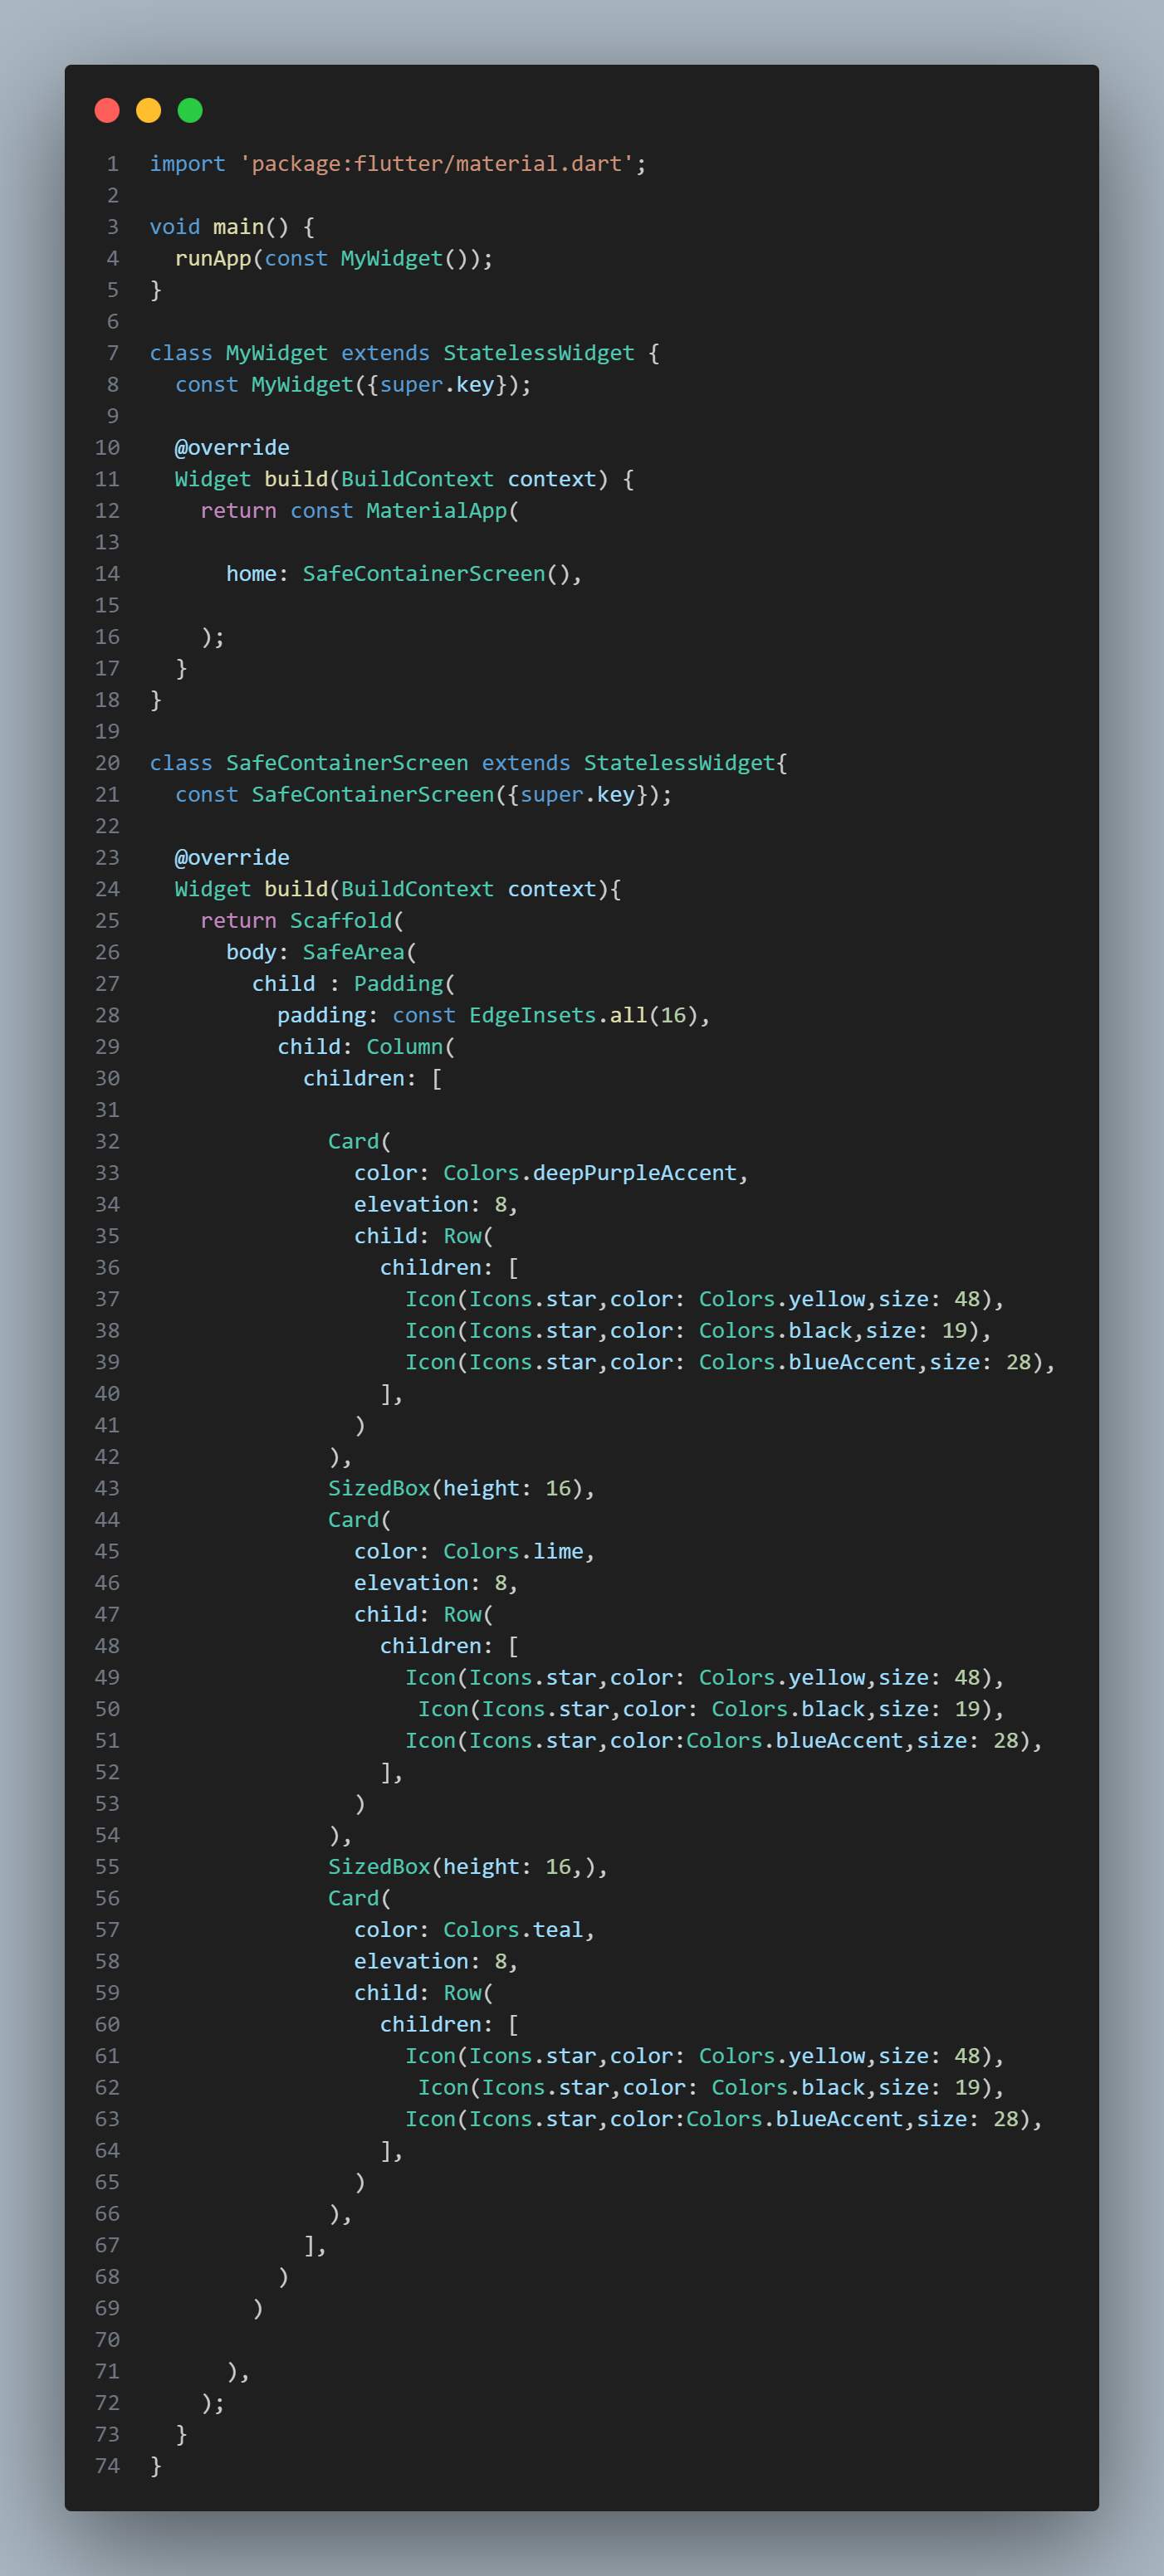 1 import 'package:flutter/material.dart';
2
3 void main() {
4   runApp(const MyWidget());
5 }
6
7 class MyWidget extends StatelessWidget {
8   const MyWidget({super.key});
9
10   @override
11   Widget build(BuildContext context) {
12     return const MaterialApp(
13
14       home: SafeContainerScreen(),
15
16     );
17   }
18 }
19
20 class SafeContainerScreen extends StatelessWidget{
21   const SafeContainerScreen({super.key});
22
23   @override
24   Widget build(BuildContext context){
25     return Scaffold(
26       body: SafeArea(
27         child : Padding(
28           padding: const EdgeInsets.all(16),
29           child: Column(
30             children: [
31
32               Card(
33                 color: Colors.deepPurpleAccent,
34                 elevation: 8,
35                 child: Row(
36                   children: [
37                     Icon(Icons.star,color: Colors.yellow,size: 48),
38                     Icon(Icons.star,color: Colors.black,size: 19),
39                     Icon(Icons.star,color: Colors.blueAccent,size: 28),
40                   ],
41                 )
42               ),
43               SizedBox(height: 16),
44               Card(
45                 color: Colors.lime,
46                 elevation: 8,
47                 child: Row(
48                   children: [
49                     Icon(Icons.star,color: Colors.yellow,size: 48),
50                      Icon(Icons.star,color: Colors.black,size: 19),
51                     Icon(Icons.star,color:Colors.blueAccent,size: 28),
52                   ],
53                 )
54               ),
55               SizedBox(height: 16,),
56               Card(
57                 color: Colors.teal,
58                 elevation: 8,
59                 child: Row(
60                   children: [
61                     Icon(Icons.star,color: Colors.yellow,size: 48),
62                      Icon(Icons.star,color: Colors.black,size: 19),
63                     Icon(Icons.star,color:Colors.blueAccent,size: 28),
64                   ],
65                 )
66               ),
67             ],
68           )
69         )
70
71       ),
72     );
73   }
74 }